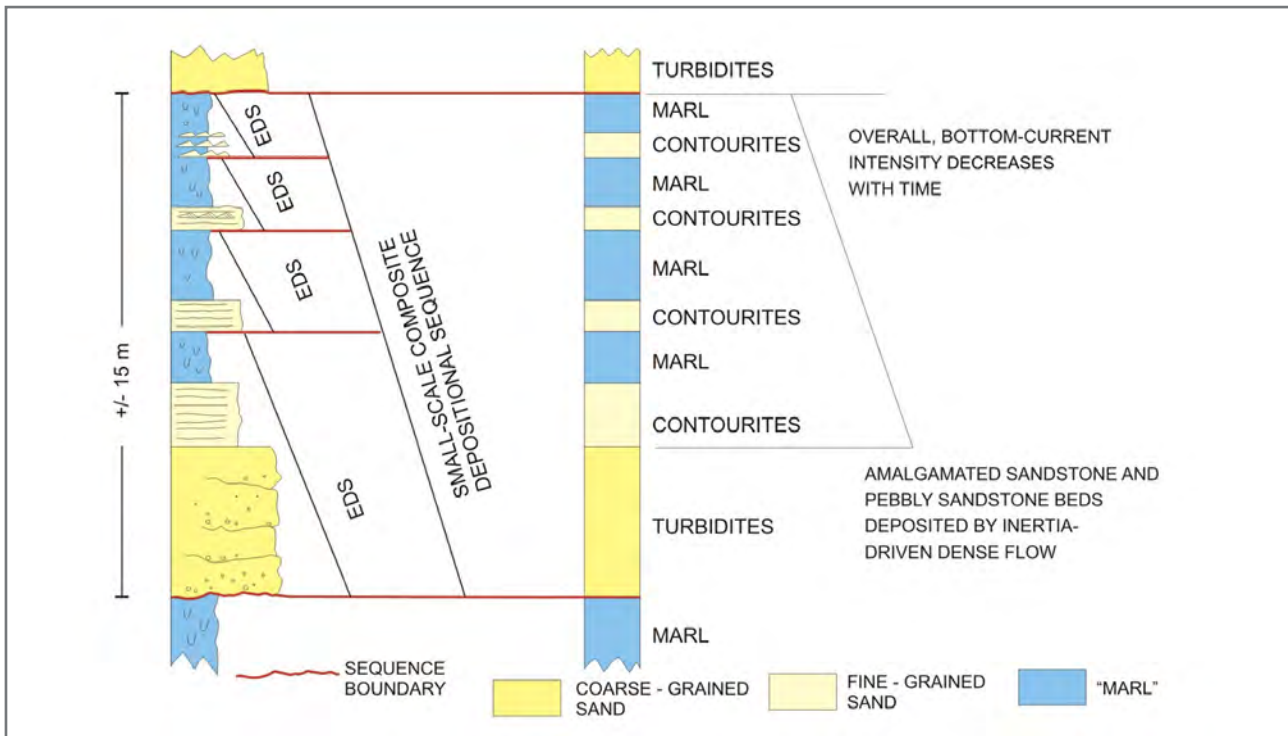 TURBIDITES
MARL
CONTOURITES
MARL
CONTOURITES
MARL
CONTOURITES
MARL
CONTOURITES
TURBIDITES
MARL
OVERALL, BOTTOM-CURRENT
INTENSITY DECREASES
WITH TIME
AMALGAMATED SANDSTONE AND
PEBBLY SANDSTONE BEDS
DEPOSITED BY INERTIA-
DRIVEN DENSE FLOW
EDS
EDS
EDS
EDS
SMALL-SCALE COMPOSITE
DEPOSITIONAL SEQUENCE
+/- 15 m
SEQUENCE
BOUNDARY
COARSE - GRAINED
SAND
FINE - GRAINED
SAND
“MARL”